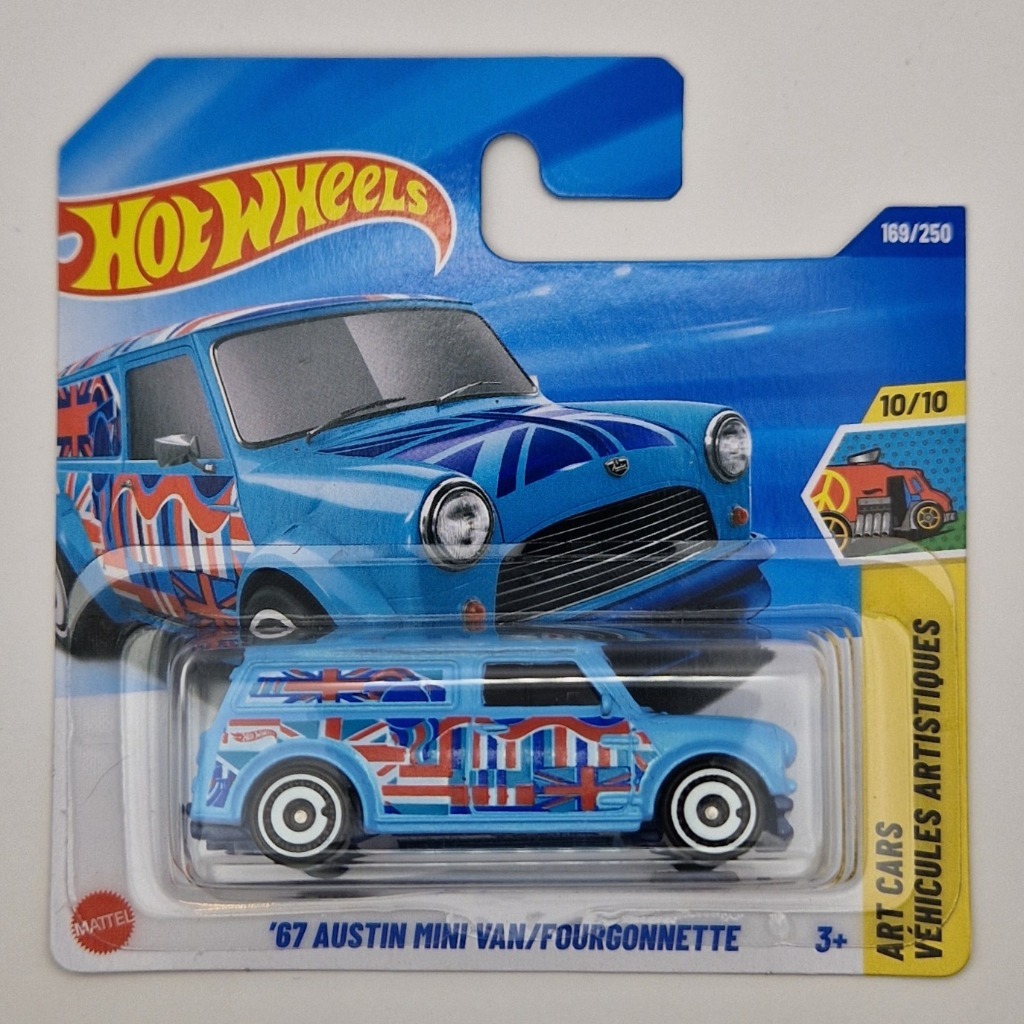 HOT WHEELS
169/250
10/10
ART CARS
VÉHICULES ARTISTIQUES
MATTEL
'67 AUSTIN MINI VAN/FOURGONNETTE
3+